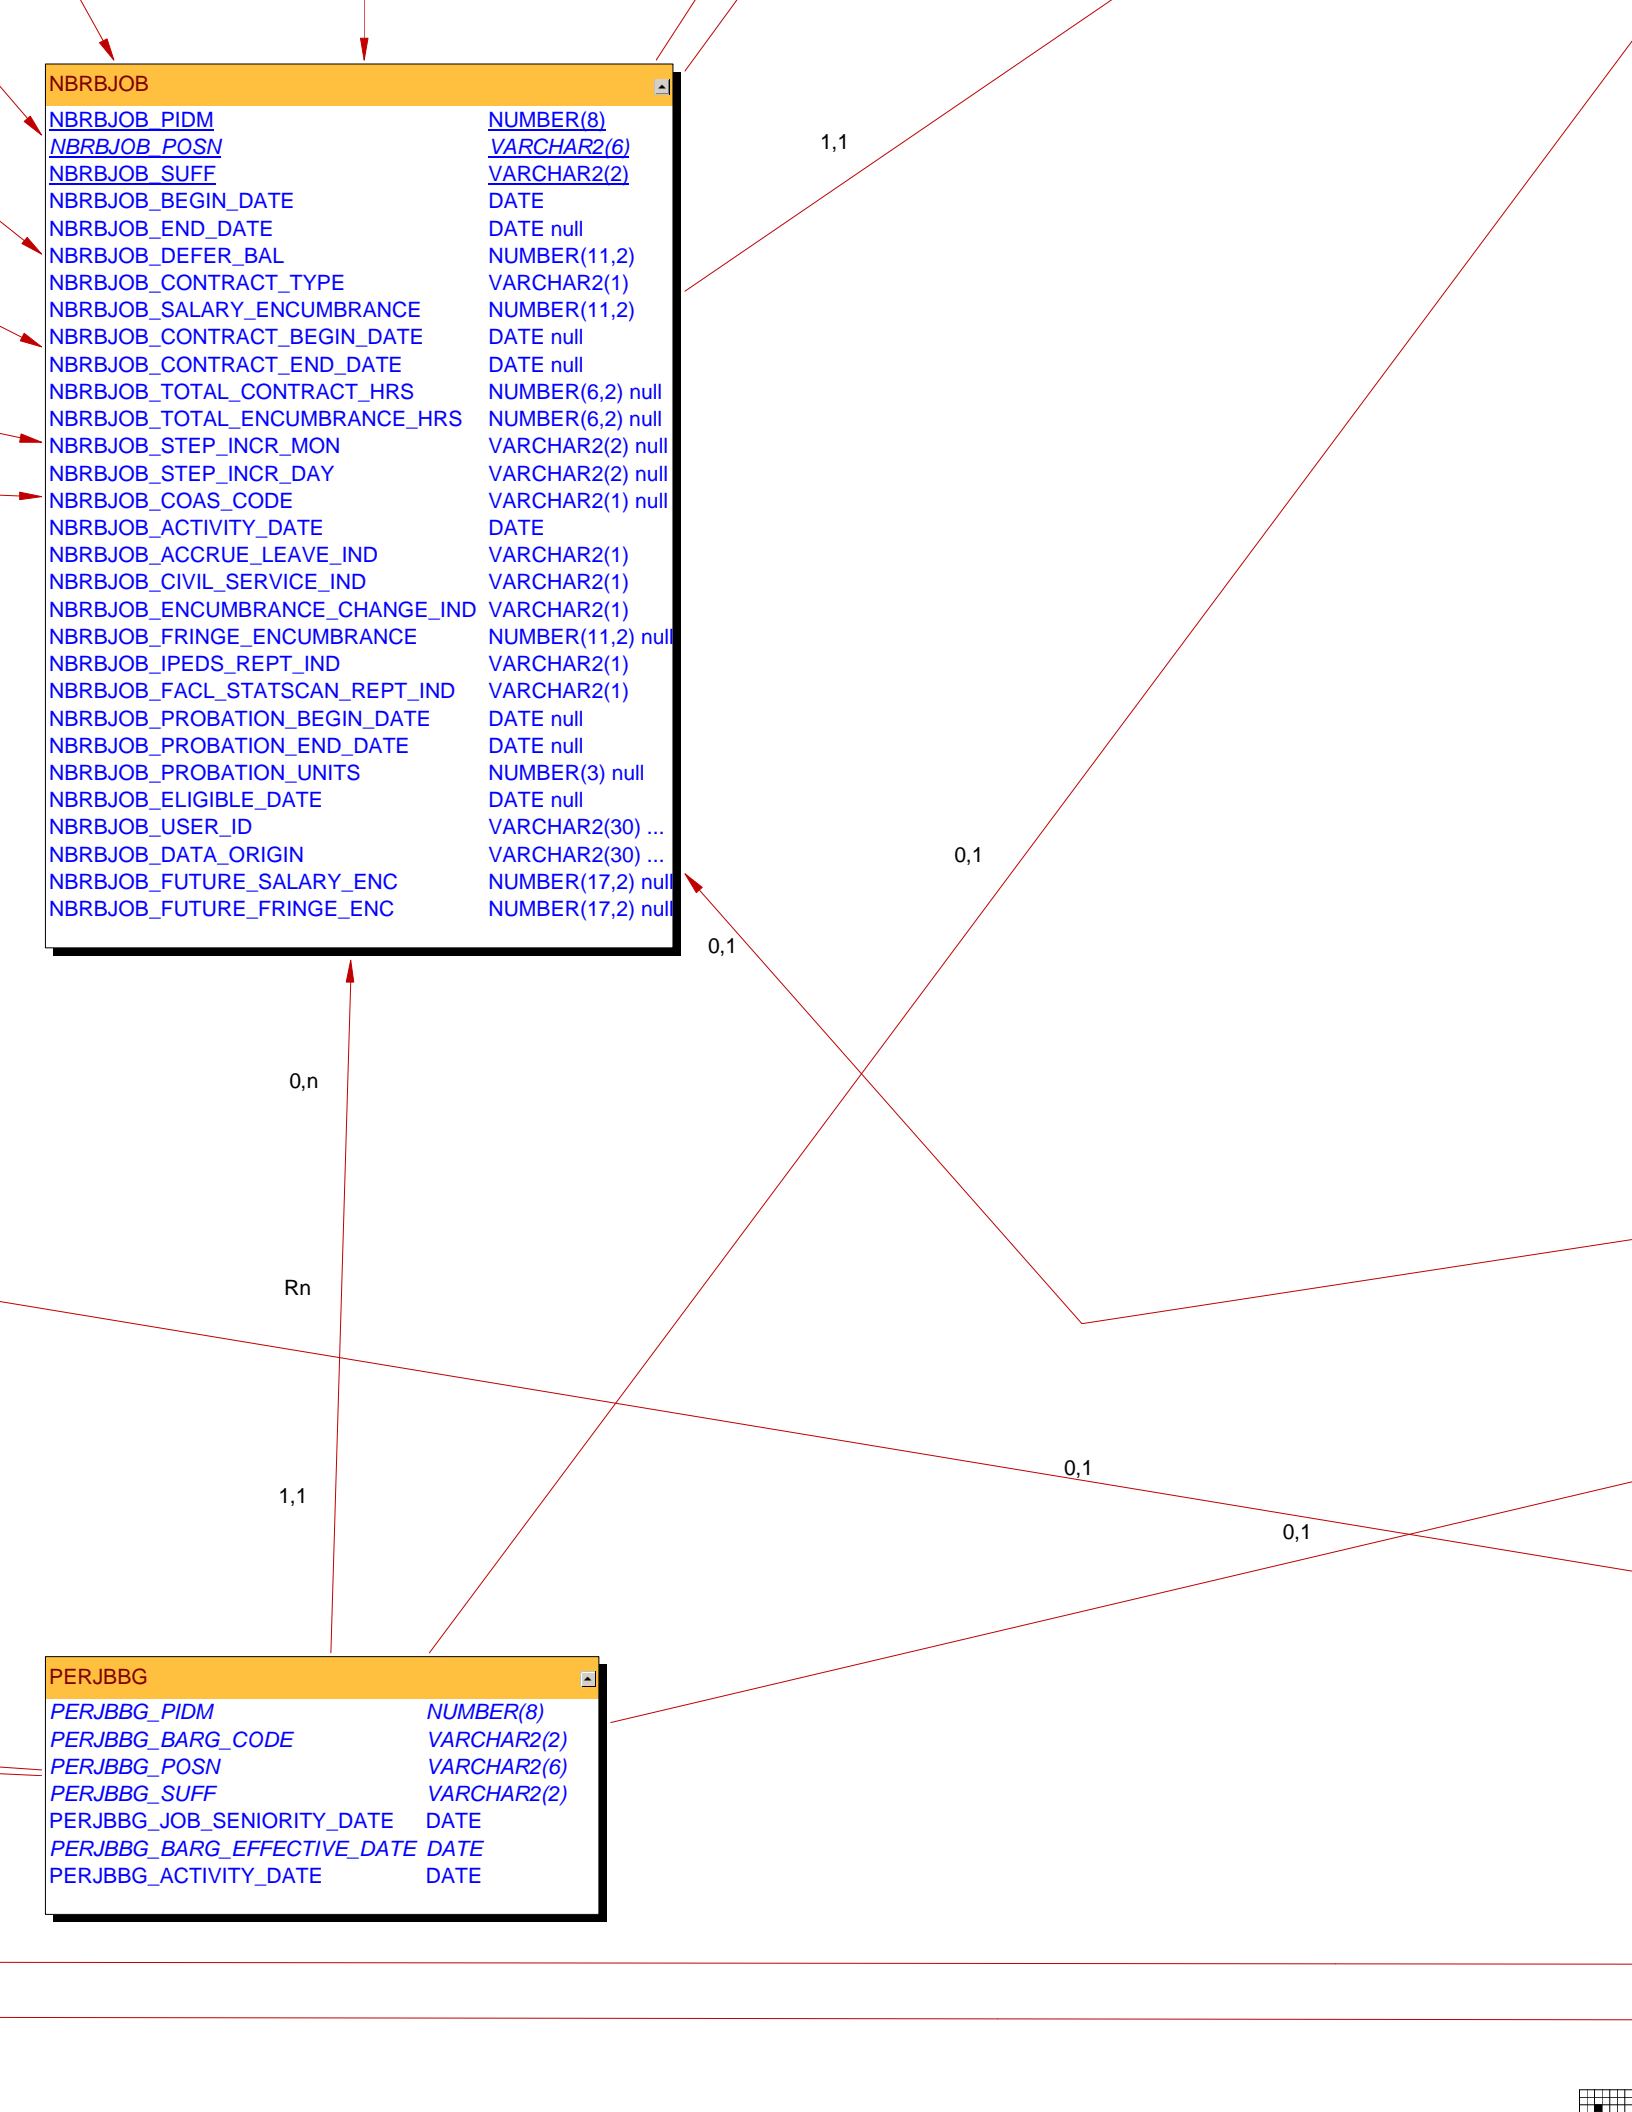 NBRBJOB
NBRBJOB_PIDM NUMBER(8)
NBRBJOB_POSN VARCHAR2(6)
NBRBJOB_SUFF VARCHAR2(2)
NBRBJOB_BEGIN_DATE DATE
NBRBJOB_END_DATE DATE null
NBRBJOB_DEFER_BAL NUMBER(11,2)
NBRBJOB_CONTRACT_TYPE VARCHAR2(1)
NBRBJOB_SALARY_ENCUMBRANCE NUMBER(11,2)
NBRBJOB_CONTRACT_BEGIN_DATE DATE null
NBRBJOB_CONTRACT_END_DATE DATE null
NBRBJOB_TOTAL_CONTRACT_HRS NUMBER(6,2) null
NBRBJOB_TOTAL_ENCUMBRANCE_HRS NUMBER(6,2) null
NBRBJOB_STEP_INCR_MON VARCHAR2(2) null
NBRBJOB_STEP_INCR_DAY VARCHAR2(2) null
NBRBJOB_COAS_CODE VARCHAR2(1) null
NBRBJOB_ACTIVITY_DATE DATE
NBRBJOB_ACCRUE_LEAVE_IND VARCHAR2(1)
NBRBJOB_CIVIL_SERVICE_IND VARCHAR2(1)
NBRBJOB_ENCUMBRANCE_CHANGE_IND VARCHAR2(1)
NBRBJOB_FRINGE_ENCUMBRANCE NUMBER(11,2) null
NBRBJOB_IPEDS_REPT_IND VARCHAR2(1)
NBRBJOB_FACL_STATSCAN_REPT_IND VARCHAR2(1)
NBRBJOB_PROBATION_BEGIN_DATE DATE null
NBRBJOB_PROBATION_END_DATE DATE null
NBRBJOB_PROBATION_UNITS NUMBER(3) null
NBRBJOB_ELIGIBLE_DATE DATE null
NBRBJOB_USER_ID VARCHAR2(30) ...
NBRBJOB_DATA_ORIGIN VARCHAR2(30) ...
NBRBJOB_FUTURE_SALARY_ENC NUMBER(17,2) null
NBRBJOB_FUTURE_FRINGE_ENC NUMBER(17,2) null
1,1
0,1
0,1
0,n
Rn
0,1
1,1
0,1
PERJBBG
PERJBBG_PIDM NUMBER(8)
PERJBBG_BARG_CODE VARCHAR2(2)
PERJBBG_POSN VARCHAR2(6)
PERJBBG_SUFF VARCHAR2(2)
PERJBBG_JOB_SENIORITY_DATE DATE
PERJBBG_BARG_EFFECTIVE_DATE DATE
PERJBBG_ACTIVITY_DATE DATE